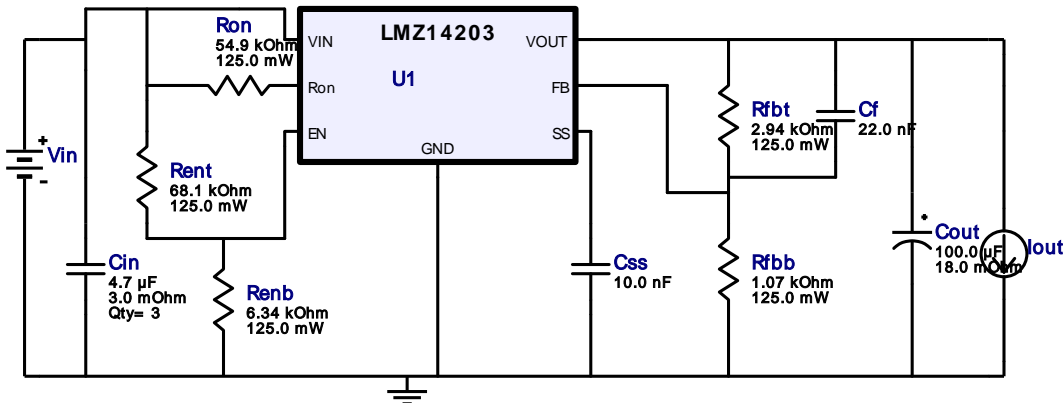 Ron
54.9 kOhm
125.0 mW
LMZ14203
U1
VIN
Ron
EN
VOUT
FB
SS
GND
+
Vin
-
Rent
68.1 kOhm
125.0 mW
Rfbt
2.94 kOhm
125.0 mW
Cf
22.0 nF
Cin
4.7 µF
3.0 mOhm
Qty= 3
Renb
6.34 kOhm
125.0 mW
Css
10.0 nF
Rfbb
1.07 kOhm
125.0 mW
+
Cout
100.0 µF
18.0 mOhm
Iout